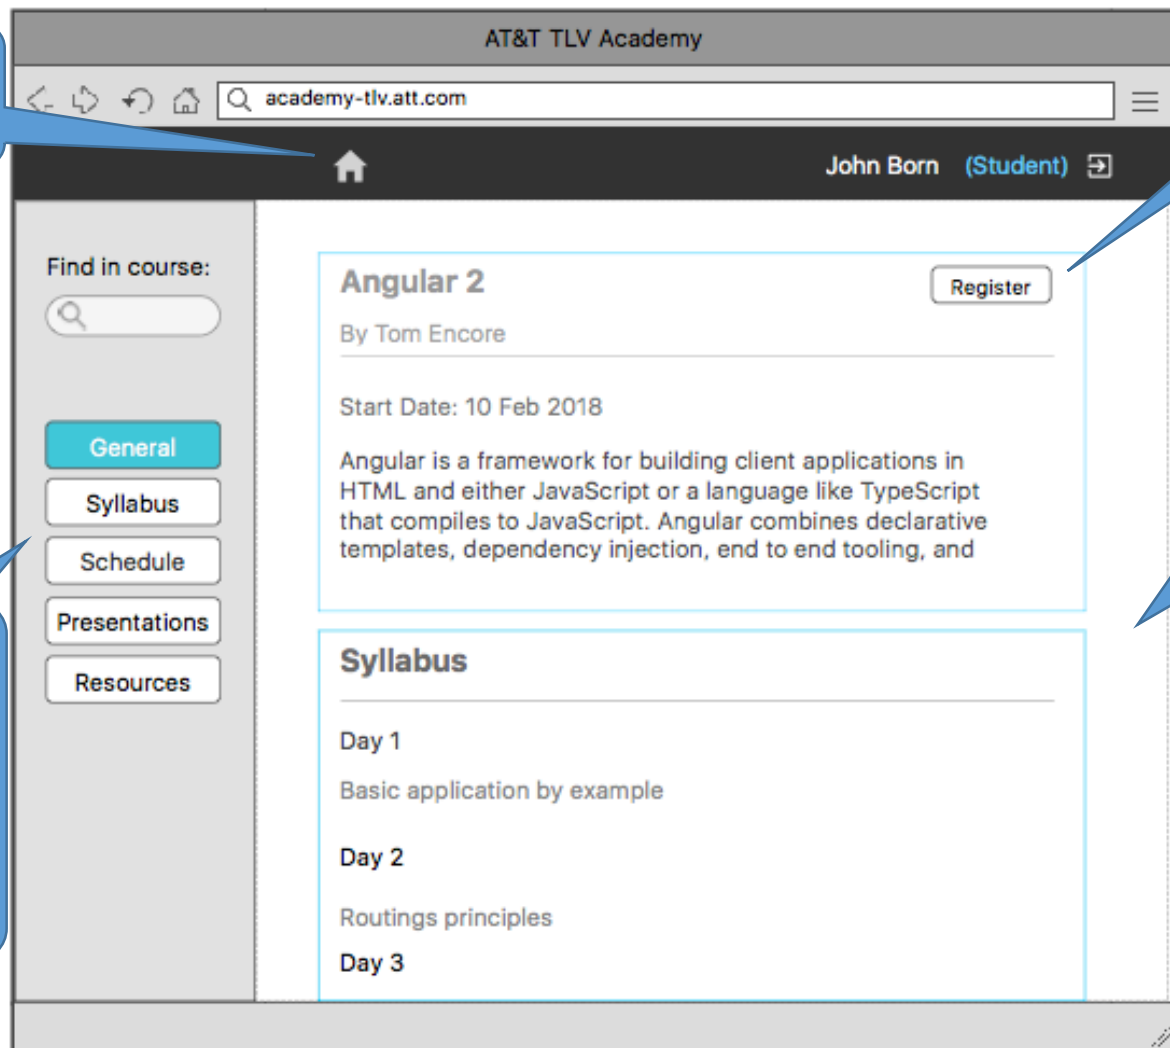 AT&T TLV Academy
academy-tlv.att.com
John Born (Student)
Find in course:
General
Syllabus
Schedule
Presentations
Resources
Angular 2
Register
By Tom Encore
Start Date: 10 Feb 2018
Angular is a framework for building client applications in
HTML and either JavaScript or a language like TypeScript
that compiles to JavaScript. Angular combines declarative
templates, dependency injection, end to end tooling, and
Syllabus
Day 1
Basic application by example
Day 2
Routings principles
Day 3